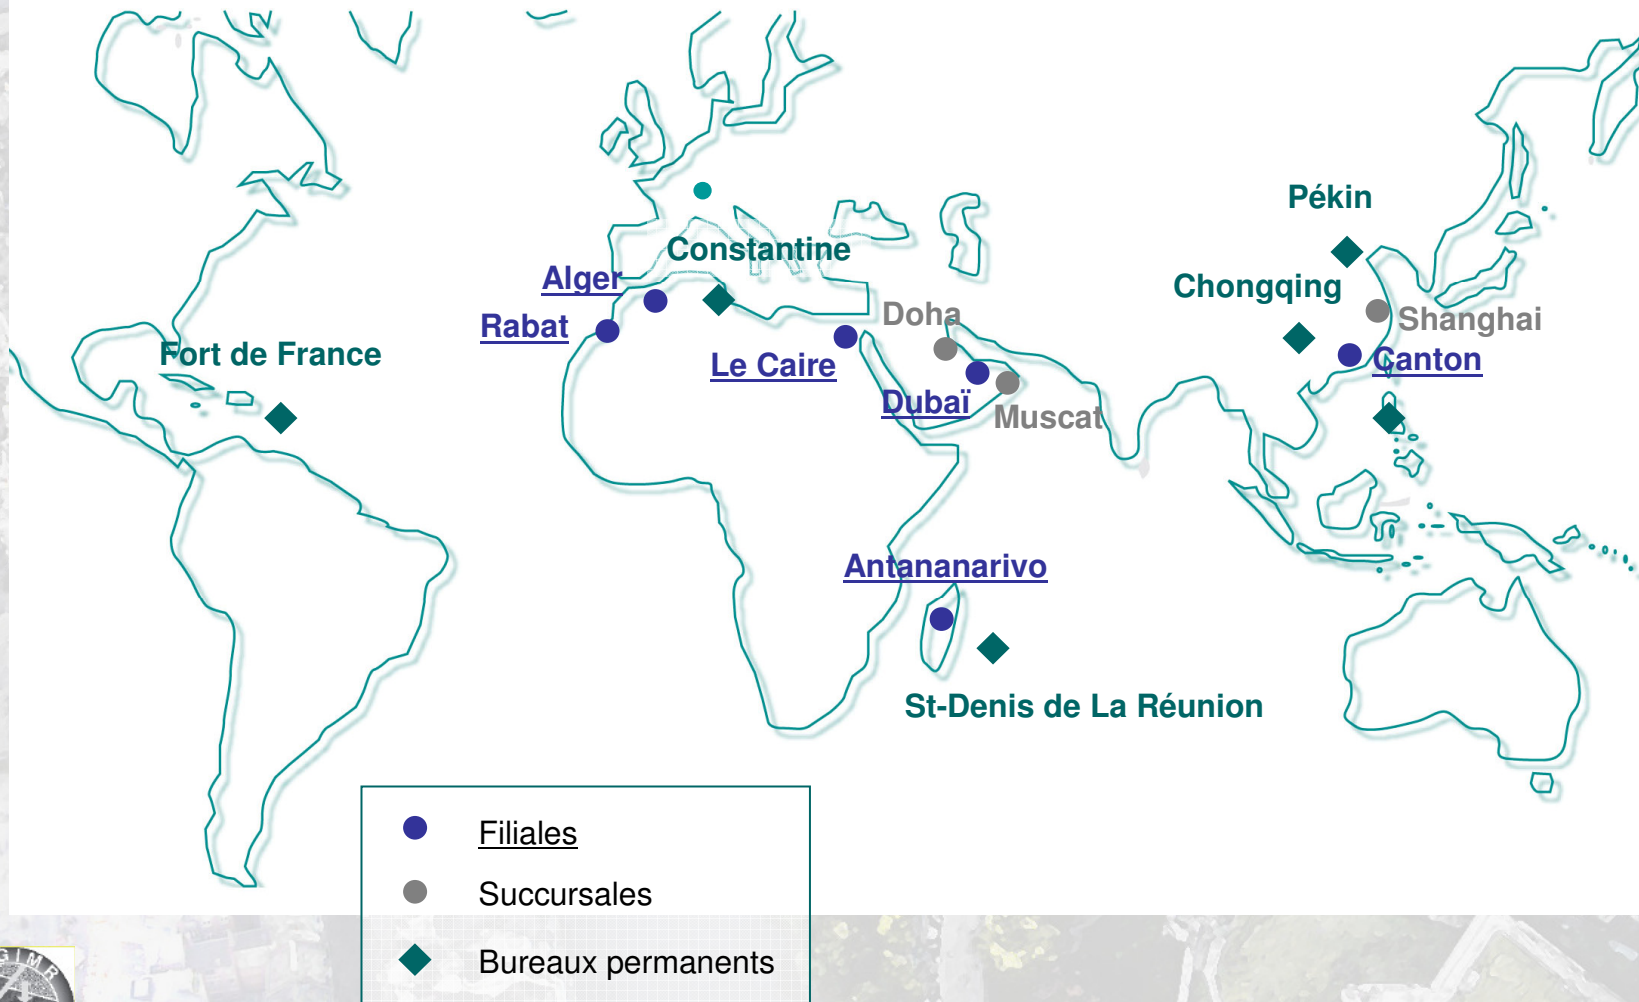 Pékin
Constantine
Alger
Chongqing
Doha
Shanghai
Rabat
Fort de France
Le Caire
Canton
Dubaï
Muscat
Antananarivo
St-Denis de La Réunion
Filiales
Succursales
Bureaux permanents
GIMR